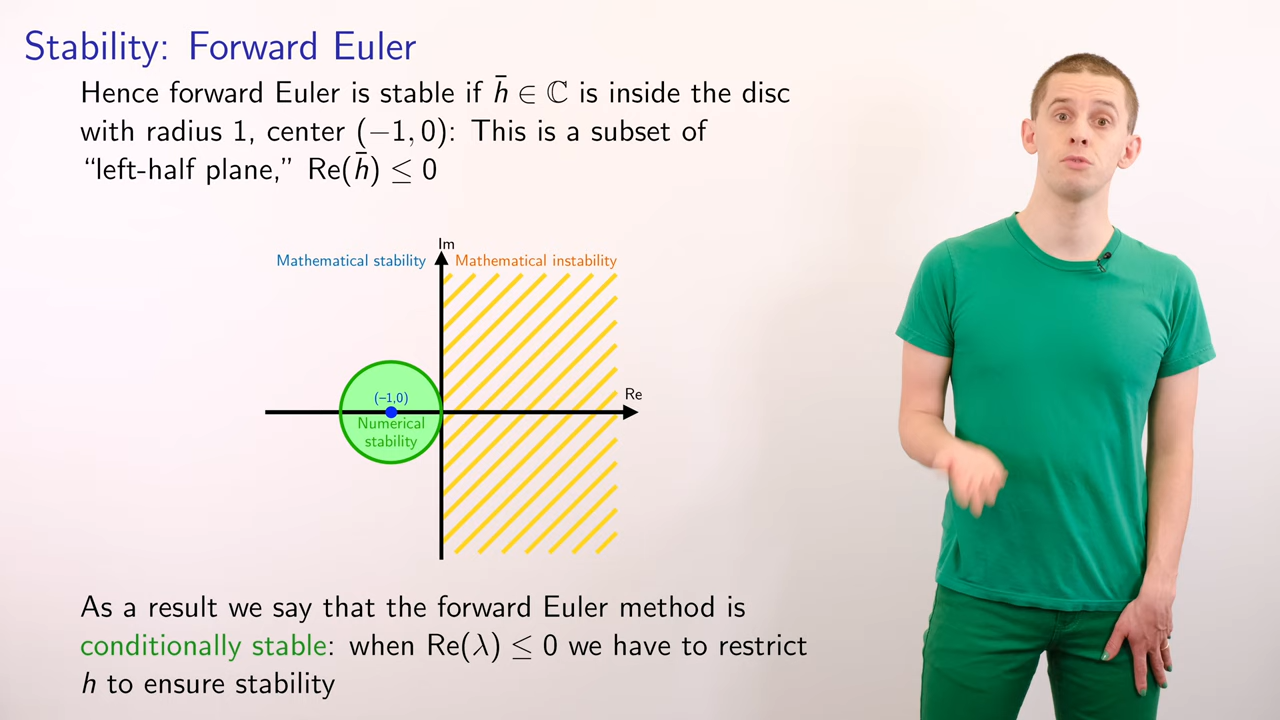 Stability: Forward Euler
Hence forward Euler is stable if h̄ ∈ ℂ is inside the disc
with radius 1, center (−1, 0): This is a subset of
“left-half plane,” Re(h̄) ≤ 0
Im
Mathematical stability
Mathematical instability
Re
(−1,0)
Numerical
stability
As a result we say that the forward Euler method is
conditionally stable: when Re(λ) ≤ 0 we have to restrict
h to ensure stability